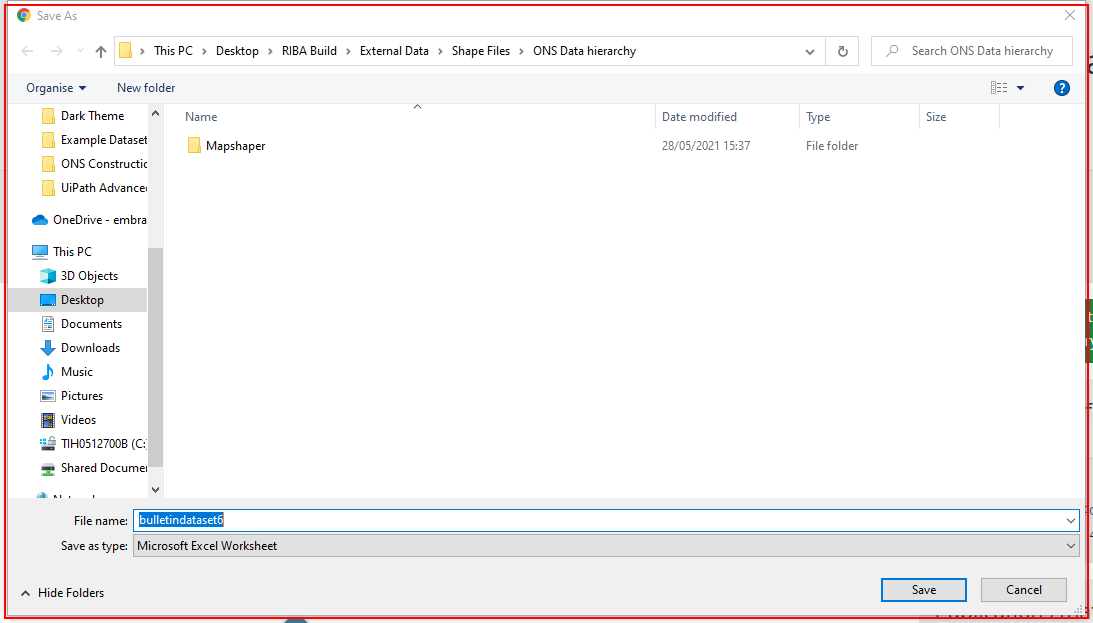 Save As
This PC > Desktop > RIBA Build > External Data > Shape Files > ONS Data hierarchy
Search ONS Data hierarchy
Organise New folder
?
Name Date modified Type Size
Mapshaper 28/05/2021 15:37 File folder
Dark Theme
Example Dataset
ONS Constructic
UiPath Advanced
OneDrive - embra
This PC
3D Objects
Desktop
Documents
Downloads
Music
Pictures
Videos
TIH0512700B (C:)
Shared Documer
File name: bulletindataset6
Save as type: Microsoft Excel Worksheet
Hide Folders
Save Cancel